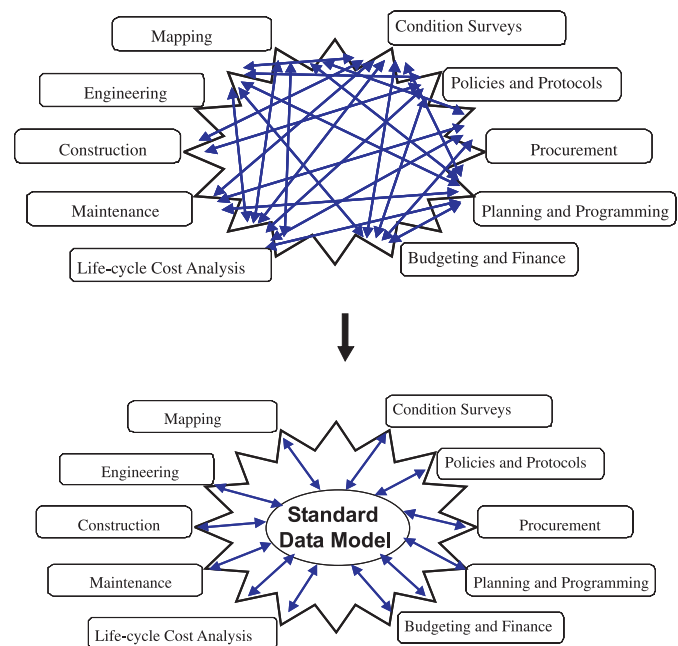 Mapping
Condition Surveys
Engineering
Policies and Protocols
Construction
Procurement
Maintenance
Planning and Programming
Life-cycle Cost Analysis
Budgeting and Finance
Mapping
Condition Surveys
Engineering
Policies and Protocols
Standard
Data Model
Construction
Procurement
Maintenance
Planning and Programming
Life-cycle Cost Analysis
Budgeting and Finance